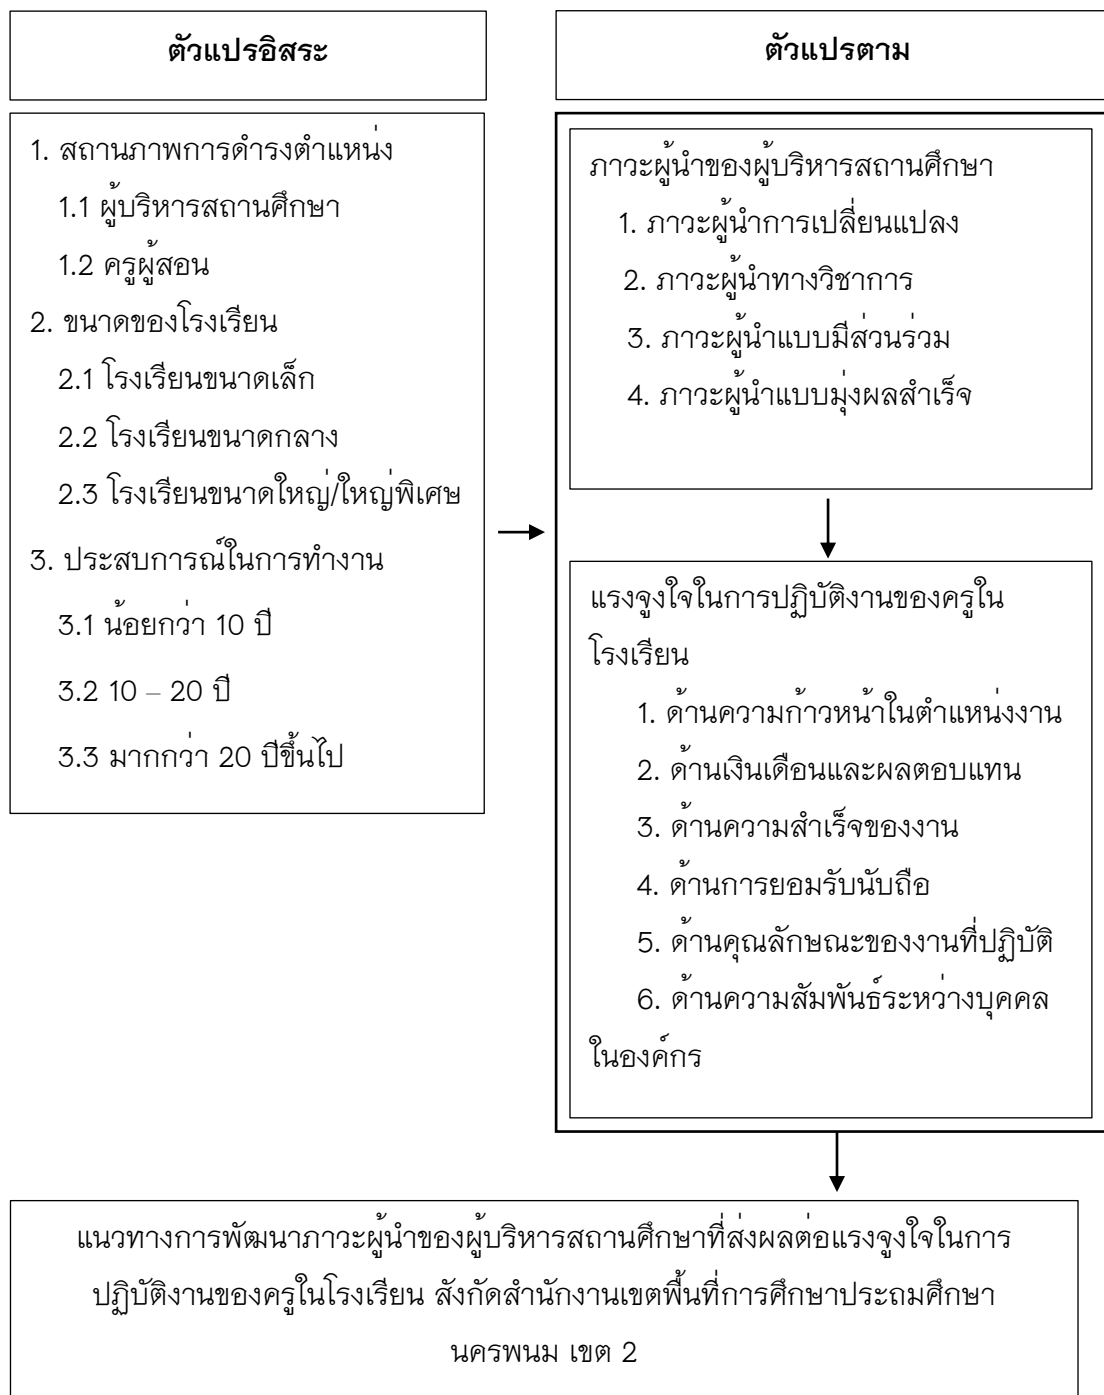 ตัวแปรอิสระ
ตัวแปรตาม
1. สถานภาพการดำรงตำแหน่ง
1.1 ผู้บริหารสถานศึกษา
1.2 ครูผู้สอน
2. ขนาดของโรงเรียน
2.1 โรงเรียนขนาดเล็ก
2.2 โรงเรียนขนาดกลาง
2.3 โรงเรียนขนาดใหญ่/ใหญ่พิเศษ
3. ประสบการณ์ในการทำงาน
3.1 น้อยกว่า 10 ปี
3.2 10 – 20 ปี
3.3 มากกว่า 20 ปีขึ้นไป
ภาวะผู้นำของผู้บริหารสถานศึกษา
1. ภาวะผู้นำการเปลี่ยนแปลง
2. ภาวะผู้นำทางวิชาการ
3. ภาวะผู้นำแบบมีส่วนร่วม
4. ภาวะผู้นำแบบมุ่งผลสำเร็จ
แรงจูงใจในการปฏิบัติงานของครูใน
โรงเรียน
1. ด้านความก้าวหน้าในตำแหน่งงาน
2. ด้านเงินเดือนและผลตอบแทน
3. ด้านความสำเร็จของงาน
4. ด้านการยอมรับนับถือ
5. ด้านคุณลักษณะของงานที่ปฏิบัติ
6. ด้านความสัมพันธ์ระหว่างบุคคล
ในองค์กร
แนวทางการพัฒนาภาวะผู้นำของผู้บริหารสถานศึกษาที่ส่งผลต่อแรงจูงใจในการ
ปฏิบัติงานของครูในโรงเรียน สังกัดสำนักงานเขตพื้นที่การศึกษาประถมศึกษา
นครพนม เขต 2